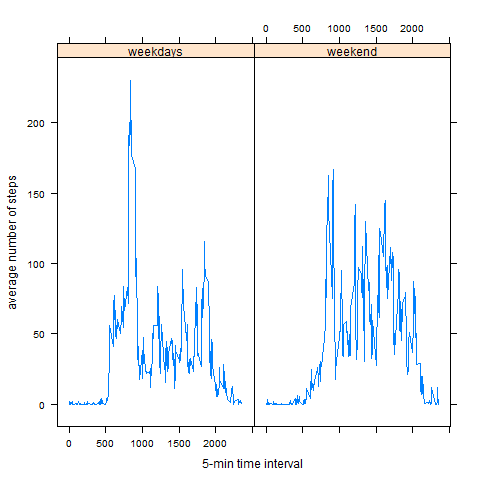 0 500 1000 1500 2000
weekdays weekend
200
150
100
50
0
average number of steps
0 500 1000 1500 2000
5-min time interval